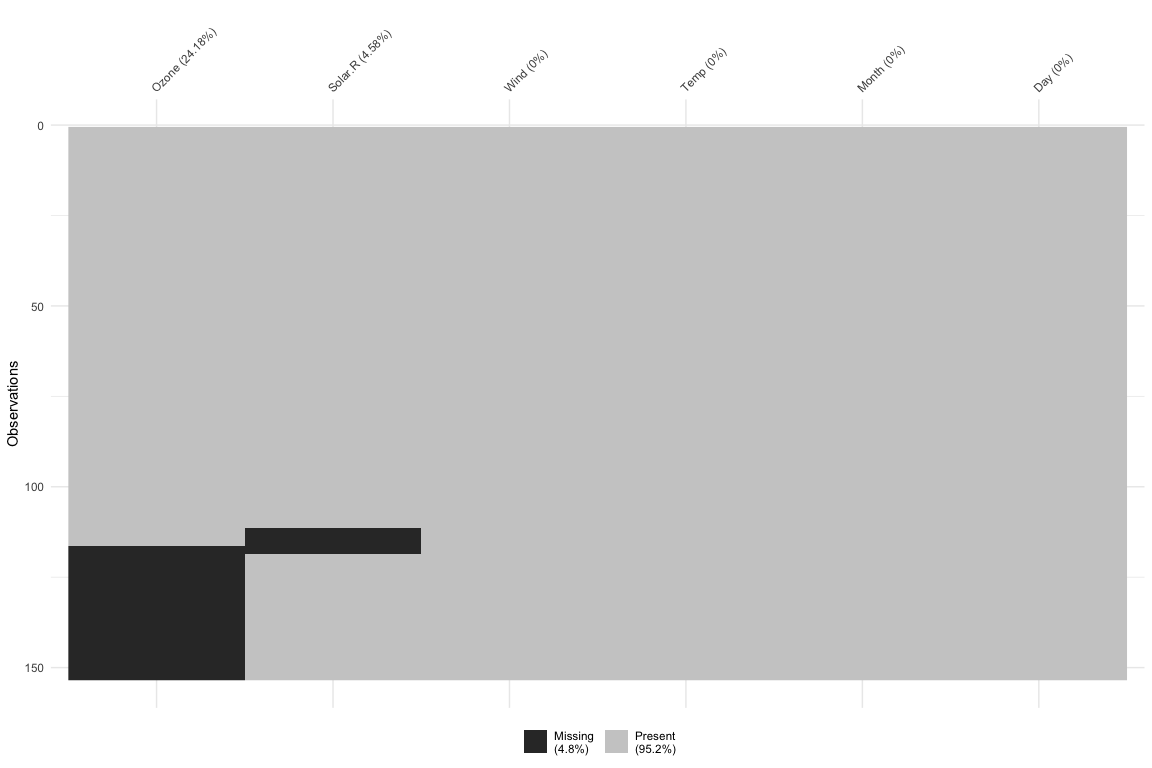 Ozone (24.18%)
Solar.R (4.58%)
Wind (0%)
Temp (0%)
Month (0%)
Day (0%)
0
50
100
150
Observations
Missing
(4.8%)
Present
(95.2%)